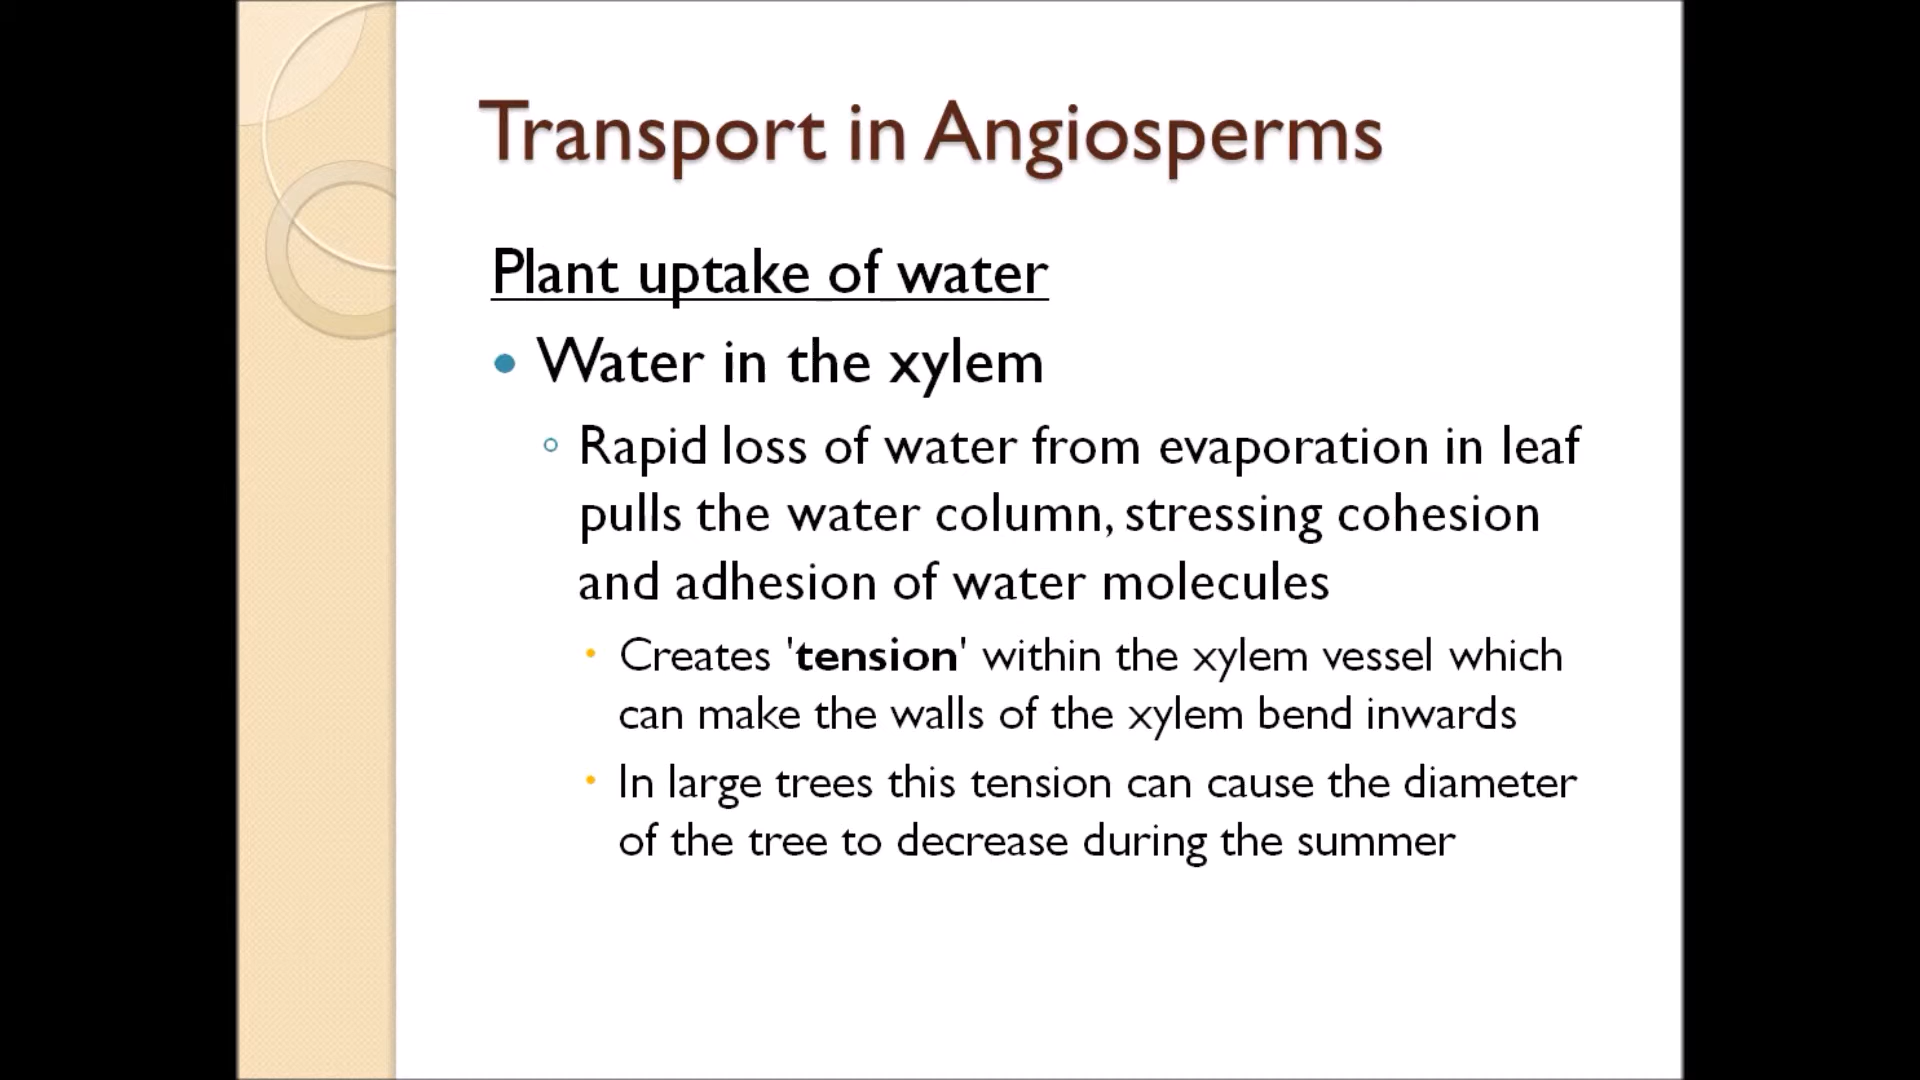 Transport in Angiosperms
Plant uptake of water
• Water in the xylem
◦ Rapid loss of water from evaporation in leaf
pulls the water column, stressing cohesion
and adhesion of water molecules
• Creates 'tension' within the xylem vessel which
can make the walls of the xylem bend inwards
• In large trees this tension can cause the diameter
of the tree to decrease during the summer